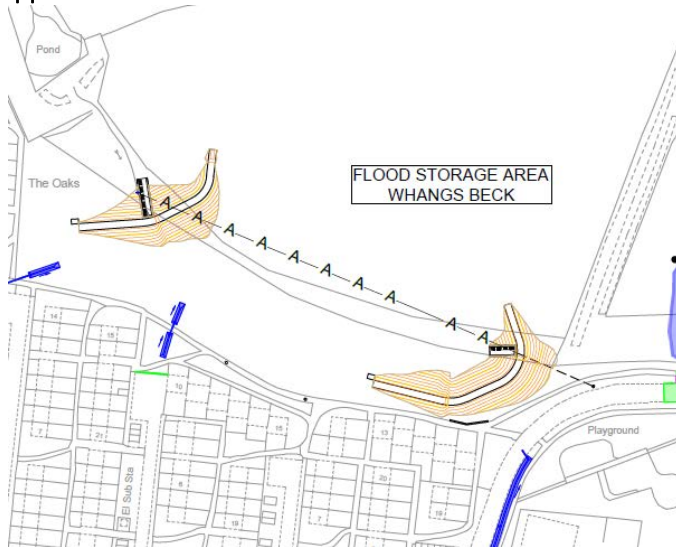 Pond
The Oaks
FLOOD STORAGE AREA
WHANGS BECK
A
A
A
A
A
A
A
A
A
A
14
15
10
15
13
7
21
6
20
El Sub Sta
19
7
19
Playground